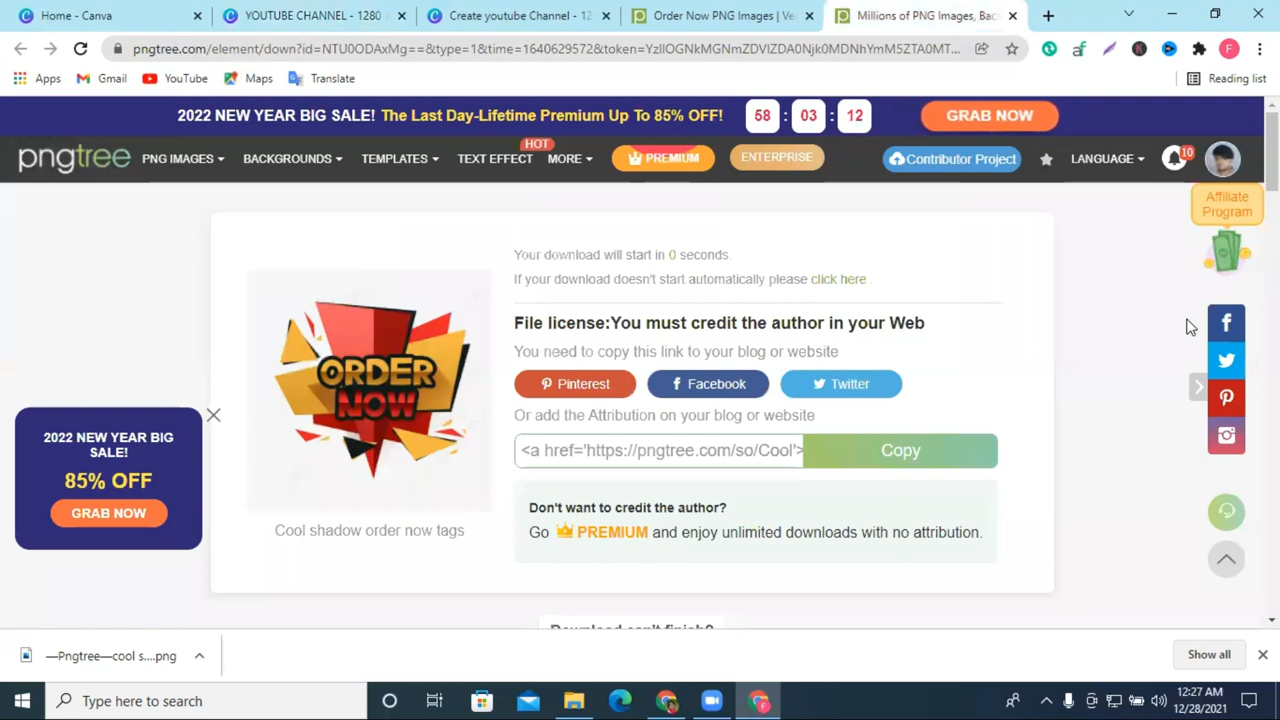 Home - Canva
YOUTUBE CHANNEL - 1280
Create youtube Channel - 12
Order Now PNG Images | Ve
Millions of PNG Images, Bac
pngtree.com/element/down?id=NTU0ODAxMg==&type=1&time=1640629572&token=YzllOGNkMGNmZDViZDA0Njk0MDNhYmM5ZTA0MT...
Apps
Gmail
YouTube
Maps
Translate
Reading list
2022 NEW YEAR BIG SALE! The Last Day-Lifetime Premium Up To 85% OFF!
58 : 03 : 12
GRAB NOW
pngtree
PNG IMAGES
BACKGROUNDS
TEMPLATES
TEXT EFFECT
HOT
MORE
PREMIUM
ENTERPRISE
Contributor Project
LANGUAGE
10
Affiliate
Program
Your download will start in 0 seconds.
If your download doesn't start automatically please click here .
File license:You must credit the author in your Web
You need to copy this link to your blog or website
Pinterest
Facebook
Twitter
Or add the Attribution on your blog or website
<a href='https://pngtree.com/so/Cool'>
Copy
Don't want to credit the author?
Go PREMIUM and enjoy unlimited downloads with no attribution.
ORDER
NOW
Cool shadow order now tags
2022 NEW YEAR BIG
SALE!
85% OFF
GRAB NOW
—Pngtree—cool s....png
Show all
Type here to search
12:27 AM
12/28/2021